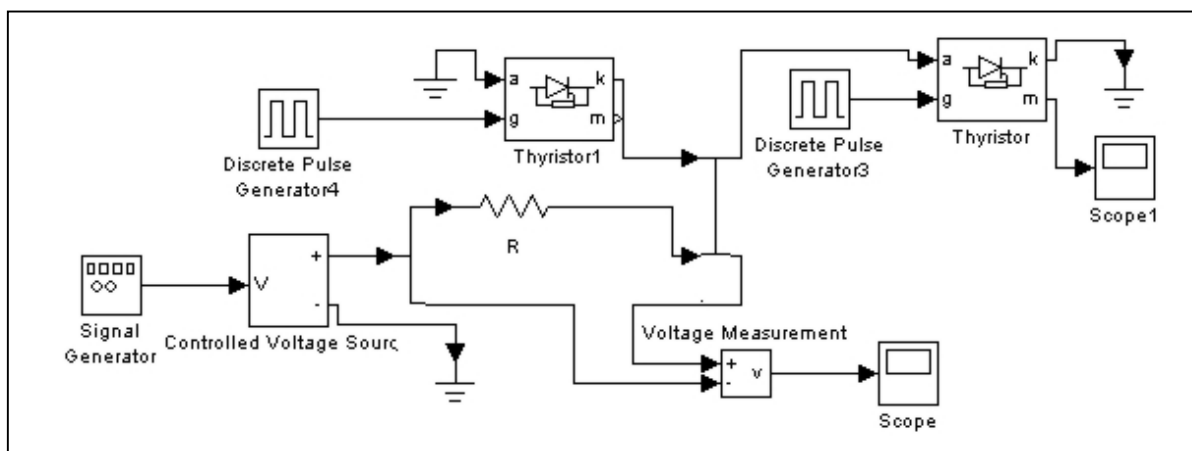 a
k
g
m
Thyristor1
Discrete Pulse
Generator4
a
k
g
m
Thyristor
Discrete Pulse
Generator3
Scope1
R
V
+
-
Signal
Generator
Controlled Voltage Sourc
Voltage Measurement
+
-
v
Scope